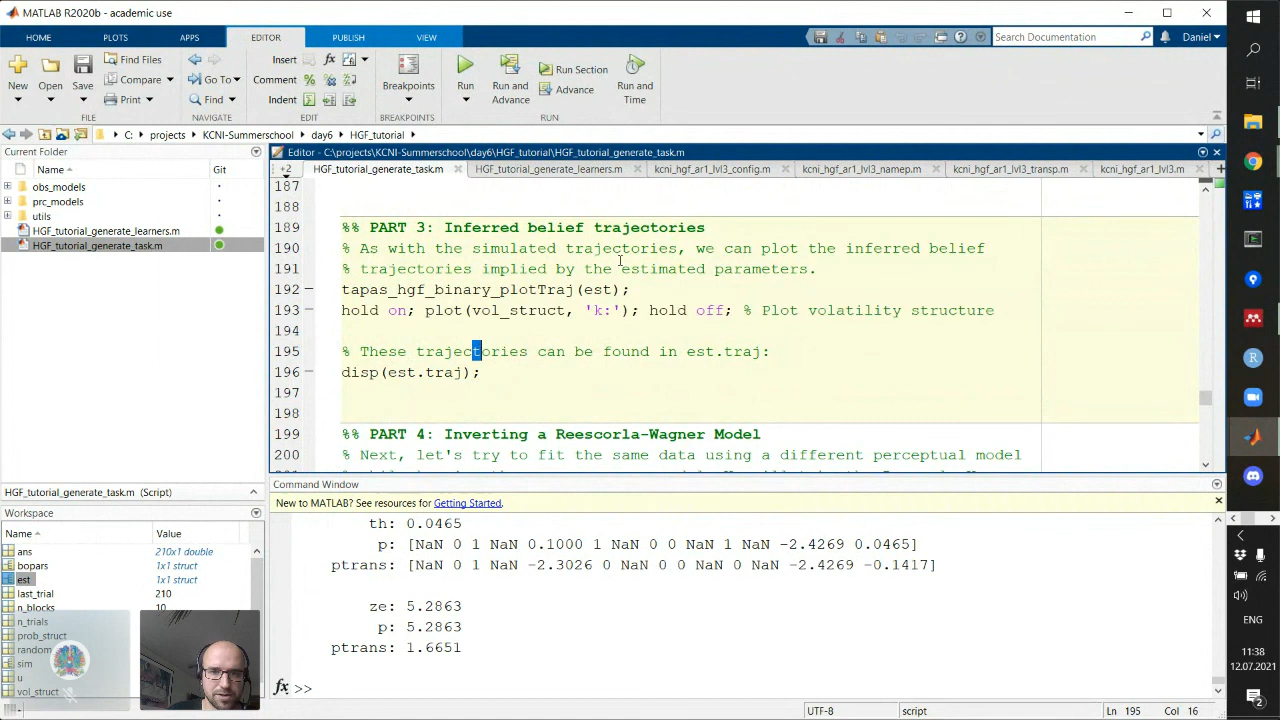 MATLAB R2020b - academic use
HOME PLOTS APPS EDITOR PUBLISH VIEW Search Documentation Daniel
New Open Save Find Files Compare Print
FILE
Go To Find
NAVIGATE
Insert fx
Comment
Indent
EDIT
Breakpoints
BREAKPOINTS
Run Run and Advance Run Section Advance Run and Time
RUN
C: projects KCNI-Summerschool day6 HGF_tutorial
Current Folder
Name Git
obs_models
prc_models
utils
HGF_tutorial_generate_learners.m
HGF_tutorial_generate_task.m
HGF_tutorial_generate_task.m (Script)
Workspace
Name Value
ans 210x1 double
bopars 1x1 struct
est 1x1 struct
last_trial 210
n_blocks 10
n_trials
prob_struct
random
sim
u
vol_struct
Editor - C:\projects\KCNI-Summerschool\day6\HGF_tutorial\HGF_tutorial_generate_task.m
+2 HGF_tutorial_generate_task.m HGF_tutorial_generate_learners.m kcni_hgf_ar1_lvl3_config.m kcni_hgf_ar1_lvl3_namep.m kcni_hgf_ar1_lvl3_transp.m kcni_hgf_ar1_lvl3.m
187
188
189 %% PART 3: Inferred belief trajectories
190 % As with the simulated trajectories, we can plot the inferred belief
191 % trajectories implied by the estimated parameters.
192 tapas_hgf_binary_plotTraj(est);
193 hold on; plot(vol_struct, 'k:'); hold off; % Plot volatility structure
194
195 % These trajectories can be found in est.traj:
196 disp(est.traj);
197
198
199 %% PART 4: Inverting a Reescorla-Wagner Model
200 % Next, let's try to fit the same data using a different perceptual model
Command Window
New to MATLAB? See resources for Getting Started.
th: 0.0465
p: [NaN 0 1 NaN 0.1000 1 NaN 0 0 NaN 1 NaN -2.4269 0.0465]
ptrans: [NaN 0 1 NaN -2.3026 0 NaN 0 0 NaN 0 NaN -2.4269 -0.1417]
ze: 5.2863
p: 5.2863
ptrans: 1.6651
fx >>
UTF-8 script Ln 195 Col 16
ENG
11:38
12.07.2021
2